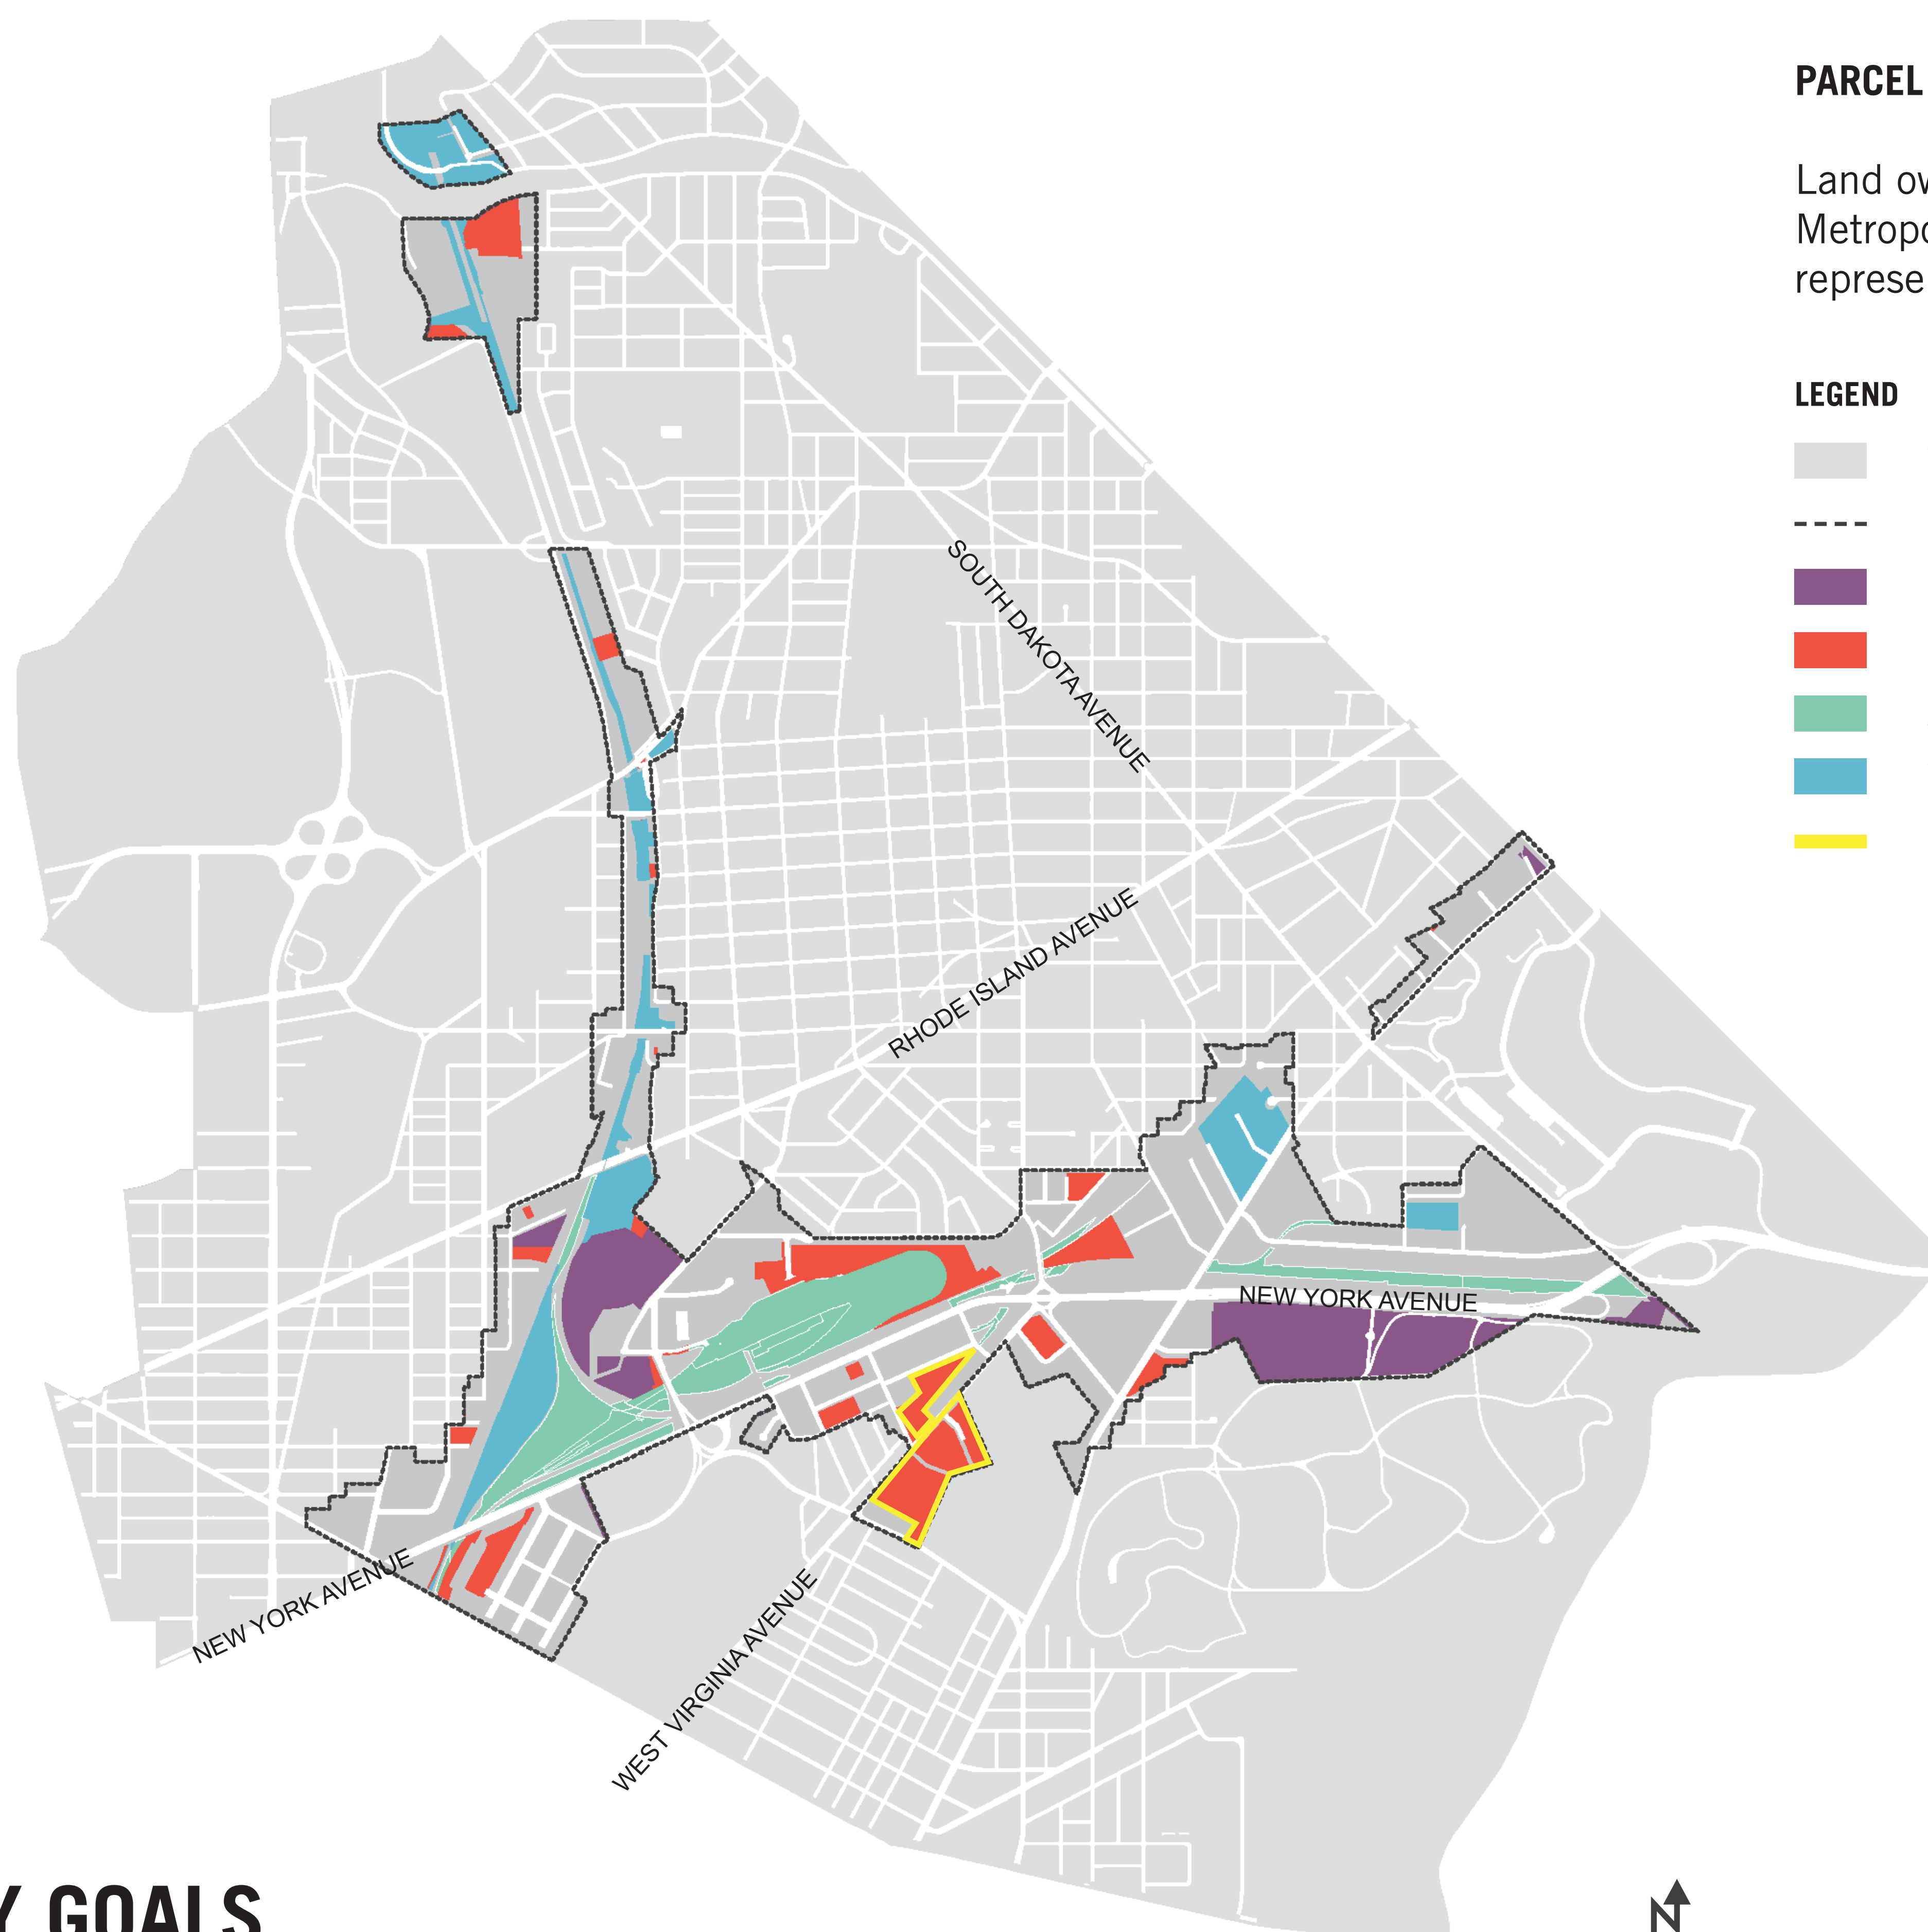 PARCEL
Land ow
Metropo
represe
LEGEND
SOUTH DAKOTA AVENUE
RHODE ISLAND AVENUE
NEW YORK AVENUE
NEW YORK AVENUE
WEST VIRGINIA AVENUE
Y GOALS
N